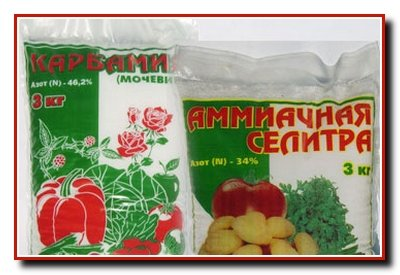 КАРБАМИ
(МОЧЕВИ
Азот (N) - 46,2%
3 КГ
АММИАЧНАЯ
СЕЛИТРА
Азот (N) - 34%
3 КГ